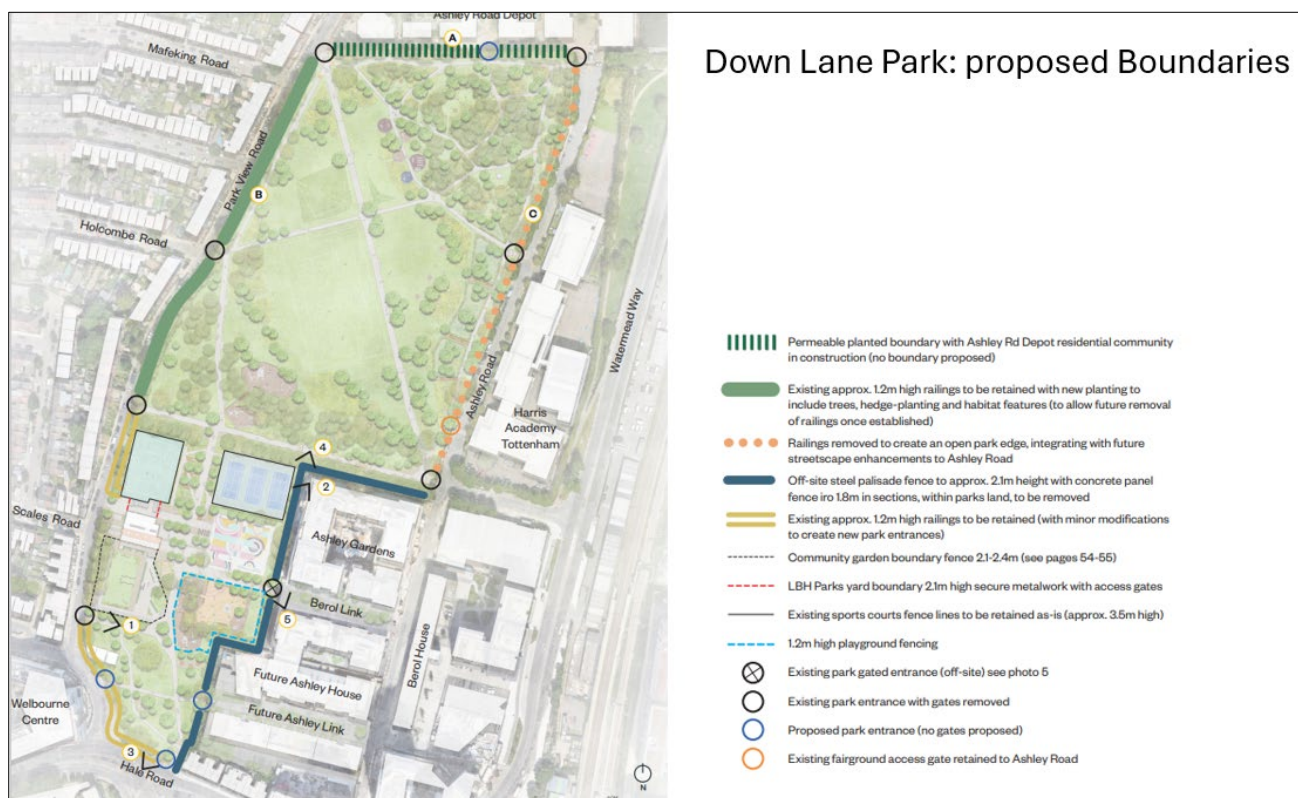 Ashley Road Depot
Down Lane Park: proposed Boundaries
A
Mafeking Road
Park View Road
B
C
Holcombe Road
Watermead Way
Ashley Road
Harris
Academy
Tottenham
4
2
Scales Road
Ashley Gardens
Berol Link
5
1
Berol House
Future Ashley House
Welbourne
Centre
Future Ashley Link
3
Hale Road
N
Permeable planted boundary with Ashley Rd Depot residential community
in construction (no boundary proposed)
Existing approx. 1.2m high railings to be retained with new planting to
include trees, hedge-planting and habitat features (to allow future removal
of railings once established)
Railings removed to create an open park edge, integrating with future
streetscape enhancements to Ashley Road
Off-site steel palisade fence to approx. 2.1m height with concrete panel
fence iro 1.8m in sections, within parks land, to be removed
Existing approx. 1.2m high railings to be retained (with minor modifications
to create new park entrances)
Community garden boundary fence 2.1-2.4m (see pages 54-55)
LBH Parks yard boundary 2.1m high secure metalwork with access gates
Existing sports courts fence lines to be retained as-is (approx. 3.5m high)
1.2m high playground fencing
Existing park gated entrance (off-site) see photo 5
Existing park entrance with gates removed
Proposed park entrance (no gates proposed)
Existing fairground access gate retained to Ashley Road